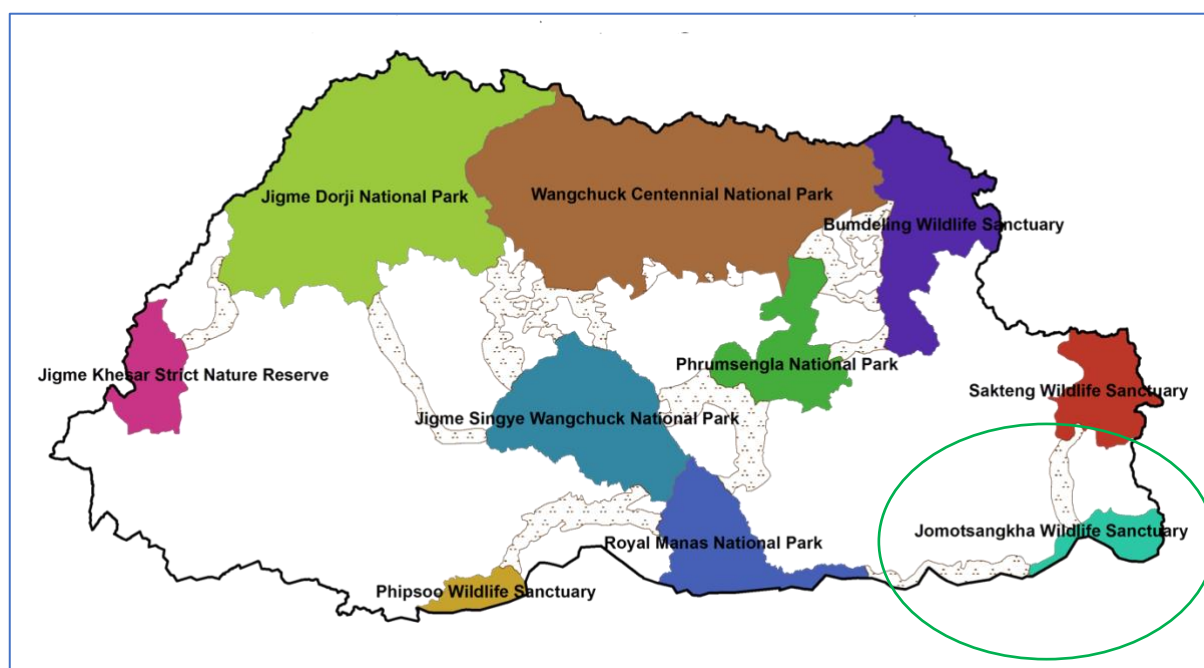 Jigme Dorji National Park
Wangchuck Centennial National Park
Bumdeling Wildlife Sanctuary
Phrumsengla National Park
Jigme Khesar Strict Nature Reserve
Sakteng Wildlife Sanctuary
Jigme Singye Wangchuck National Park
Jomotsangkha Wildlife Sanctuary
Royal Manas National Park
Phipsoo Wildlife Sanctuary